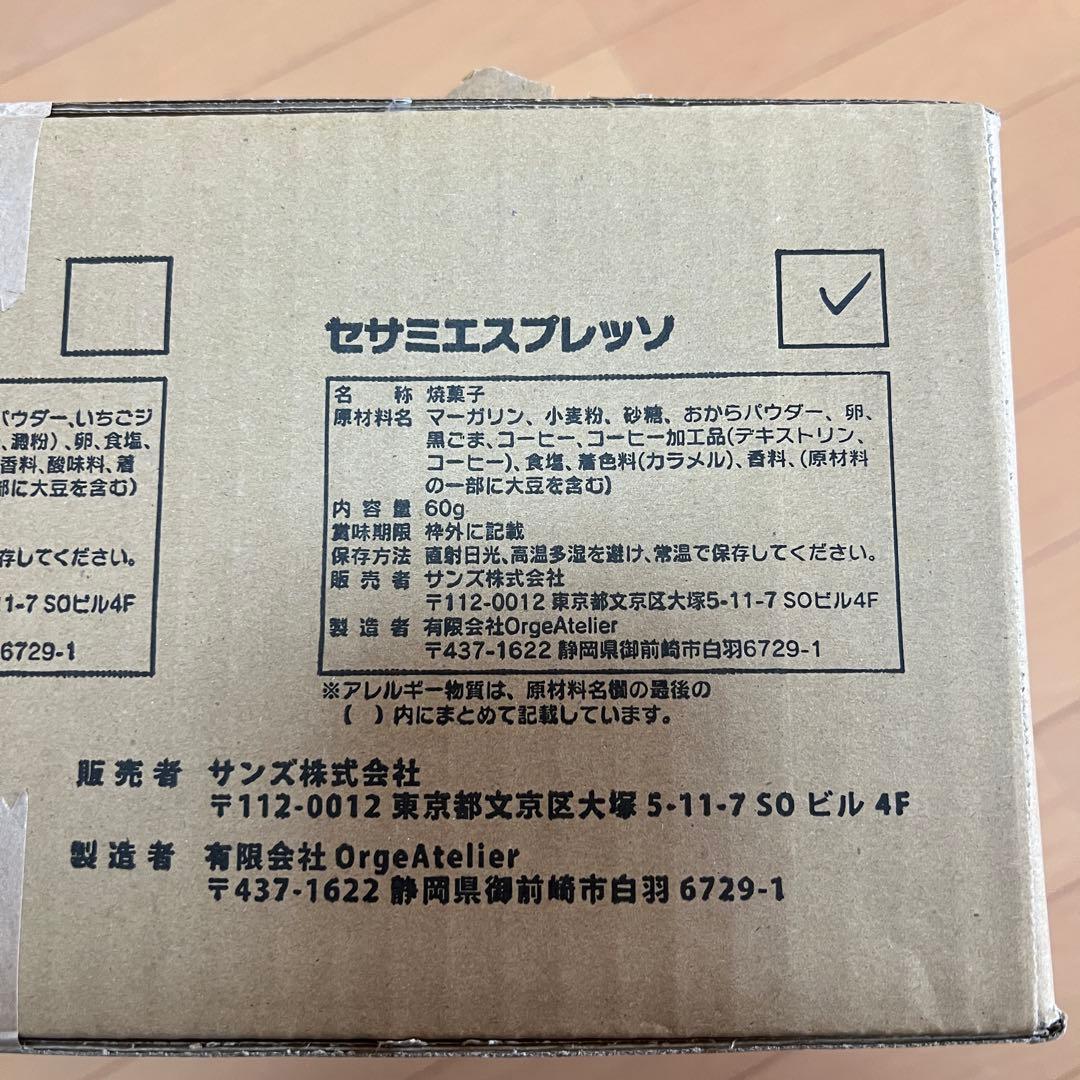 パウダー、いちごジ
、澱粉)、卵、食塩、
香料、酸味料、着
部に大豆を含む)
存してください。
1-7 SOビル4F
6729-1
セサミエスプレッソ
名称 焼菓子
原材料名 マーガリン、小麦粉、砂糖、おからパウダー、卵、
黒ごま、コーヒー、コーヒー加工品(デキストリン、
コーヒー)、食塩、着色料(カラメル)、香料、(原材料
の一部に大豆を含む)
内容量 60g
賞味期限 枠外に記載
保存方法 直射日光、高温多湿を避け、常温で保存してください。
販売者 サンズ株式会社
〒112-0012 東京都文京区大塚5-11-7 SOビル4F
製造者 有限会社OrgeAtelier
〒437-1622 静岡県御前崎市白羽6729-1
※アレルギー物質は、原材料名欄の最後の
( )内にまとめて記載しています。
販売者 サンズ株式会社
〒112-0012 東京都文京区大塚 5-11-7 SO ビル 4F
製造者 有限会社 OrgeAtelier
〒437-1622 静岡県御前崎市白羽 6729-1